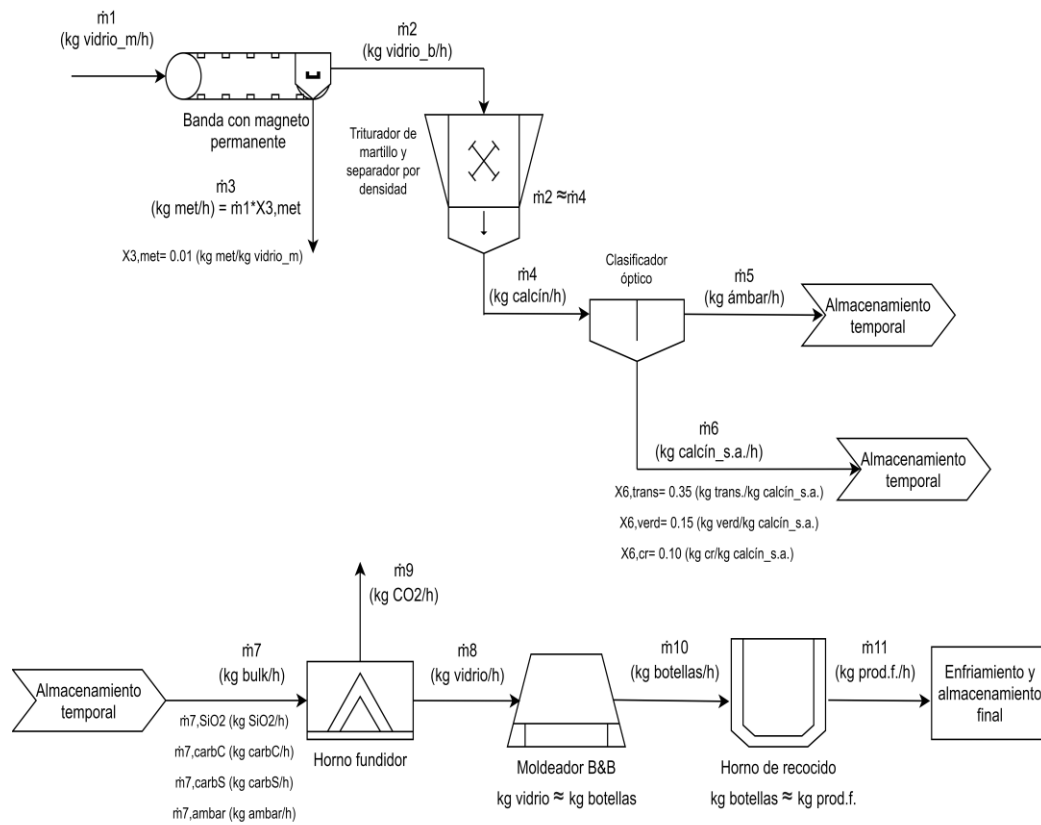 ṁ1
(kg vidrio_m/h)
Banda con magneto
permanente
ṁ2
(kg vidrio_b/h)
ṁ3
(kg met/h) = ṁ1*X3,met
X3,met= 0.01 (kg met/kg vidrio_m)
Triturador de
martillo y
separador por
densidad
ṁ2 ≈ṁ4
ṁ4
(kg calcín/h)
Clasificador
óptico
ṁ5
(kg ámbar/h)
Almacenamiento
temporal
ṁ6
(kg calcín_s.a./h)
X6,trans= 0.35 (kg trans./kg calcín_s.a.)
X6,verd= 0.15 (kg verd/kg calcín_s.a.)
X6,cr= 0.10 (kg cr/kg calcín_s.a.)
Almacenamiento
temporal
Almacenamiento
temporal
ṁ7
(kg bulk/h)
ṁ7,SiO2 (kg SiO2/h)
ṁ7,carbC (kg carbC/h)
ṁ7,carbS (kg carbS/h)
ṁ7,ambar (kg ambar/h)
ṁ9
(kg CO2/h)
Horno fundidor
ṁ8
(kg vidrio/h)
Moldeador B&B
kg vidrio ≈ kg botellas
ṁ10
(kg botellas/h)
Horno de recocido
kg botellas ≈ kg prod.f.
ṁ11
(kg prod.f./h)
Enfriamiento y
almacenamiento
final